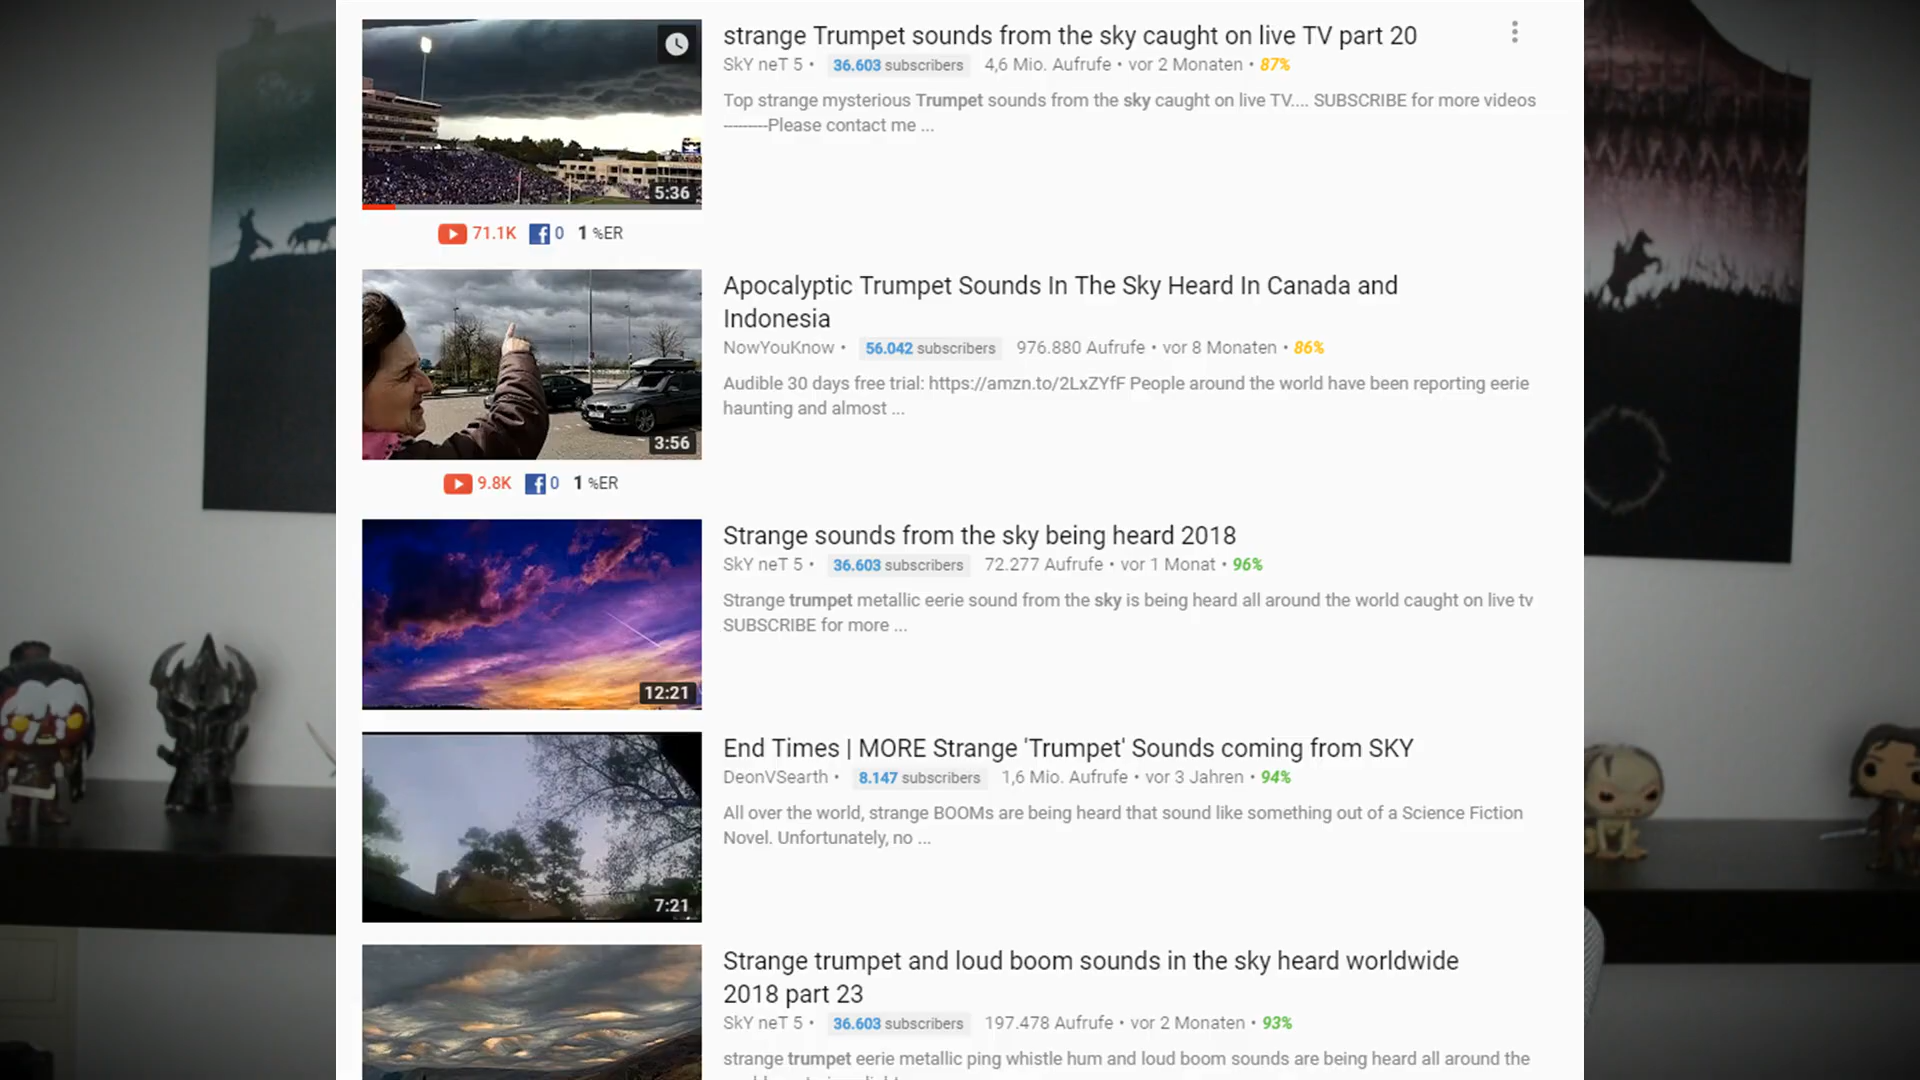 strange Trumpet sounds from the sky caught on live TV part 20
SkY neT 5 • 36.603 subscribers 4,6 Mio. Aufrufe • vor 2 Monaten • 87%
Top strange mysterious Trumpet sounds from the sky caught on live TV.... SUBSCRIBE for more videos
---------Please contact me ...
5:36
71.1K 0 1 %ER
Apocalyptic Trumpet Sounds In The Sky Heard In Canada and
Indonesia
NowYouKnow • 56.042 subscribers 976.880 Aufrufe • vor 8 Monaten • 86%
Audible 30 days free trial: https://amzn.to/2LxZYfF People around the world have been reporting eerie
haunting and almost ...
3:56
9.8K 0 1 %ER
Strange sounds from the sky being heard 2018
SkY neT 5 • 36.603 subscribers 72.277 Aufrufe • vor 1 Monat • 96%
Strange trumpet metallic eerie sound from the sky is being heard all around the world caught on live tv
SUBSCRIBE for more ...
12:21
End Times | MORE Strange 'Trumpet' Sounds coming from SKY
DeonVSearth • 8.147 subscribers 1,6 Mio. Aufrufe • vor 3 Jahren • 94%
All over the world, strange BOOMs are being heard that sound like something out of a Science Fiction
Novel. Unfortunately, no ...
7:21
Strange trumpet and loud boom sounds in the sky heard worldwide
2018 part 23
SkY neT 5 • 36.603 subscribers 197.478 Aufrufe • vor 2 Monaten • 93%
strange trumpet eerie metallic ping whistle hum and loud boom sounds are being heard all around the